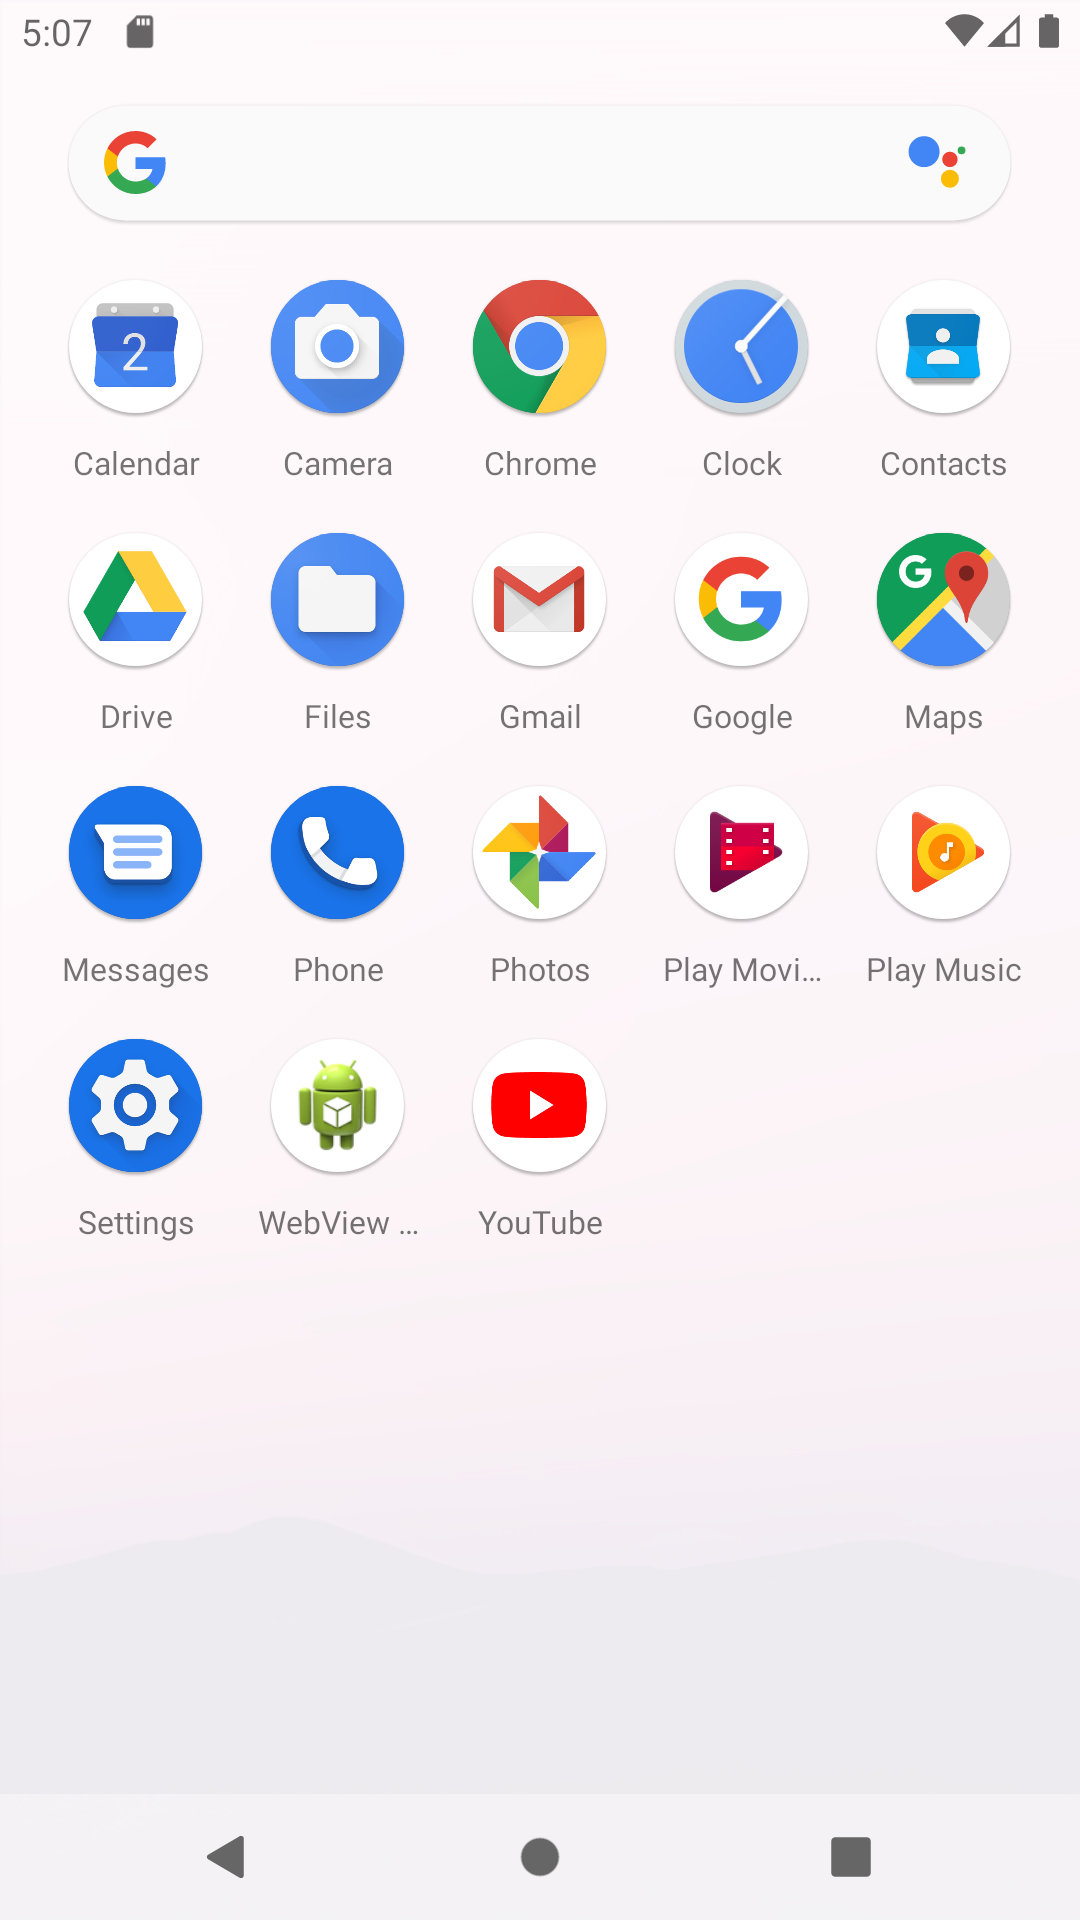 5:07
2
Calendar Camera Chrome Clock Contacts
Drive Files Gmail Google Maps
Messages Phone Photos Play Movi... Play Music
Settings WebView ... YouTube